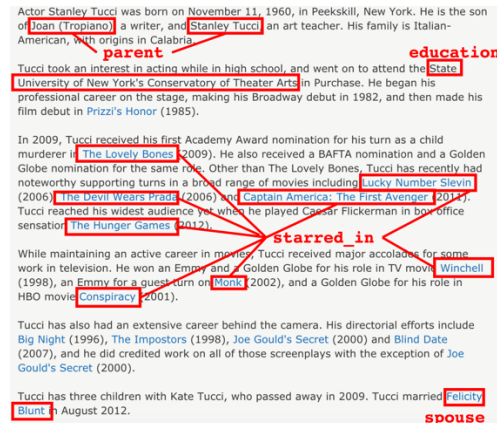 Actor Stanley Tucci was born on November 11, 1960, in Peekskill, New York. He is the son
of Joan (Tropiano) a writer, and Stanley Tucci, an art teacher. His family is Italian-
American, with origins in Calabria.
parent
education
Tucci took an interest in acting while in high school, and went on to attend the State
University of New York's Conservatory of Theater Arts in Purchase. He began his
professional career on the stage, making his Broadway debut in 1982, and then made his
film debut in Prizzi's Honor (1985).
In 2009, Tucci received his first Academy Award nomination for his turn as a child
murderer in The Lovely Bones (2009). He also received a BAFTA nomination and a Golden
Globe nomination for the same role. Other than The Lovely Bones, Tucci has recently had
noteworthy supporting turns in a broad range of movies including Lucky Number Slevin
(2006), The Devil Wears Prada (2006) and Captain America: The First Avenger (2011).
Tucci reached his widest audience yet when he played Caesar Flickerman in box office
sensation The Hunger Games (2012).
starred_in
While maintaining an active career in movies, Tucci received major accolades for some
work in television. He won an Emmy and a Golden Globe for his role in TV movie Winchell
(1998), an Emmy for a guest turn on Monk (2002), and a Golden Globe for his role in
HBO movie Conspiracy (2001).
Tucci has also had an extensive career behind the camera. His directorial efforts include
Big Night (1996), The Impostors (1998), Joe Gould's Secret (2000) and Blind Date
(2007), and he did credited work on all of those screenplays with the exception of Joe
Gould's Secret (2000).
Tucci has three children with Kate Tucci, who passed away in 2009. Tucci married Felicity
Blunt in August 2012.
spouse